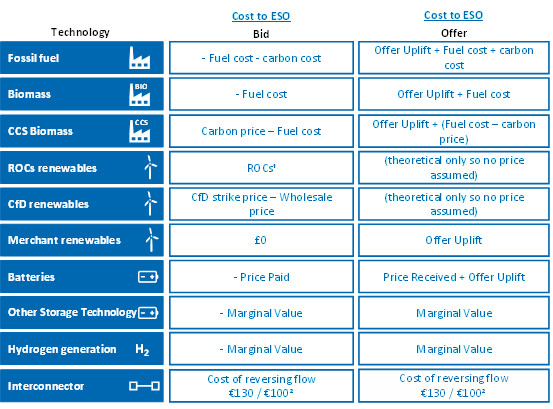 Cost to ESO Cost to ESO
Technology Bid Offer
Fossil fuel - Fuel cost - carbon cost Offer Uplift + Fuel cost + carbon
cost
Biomass BIO - Fuel cost Offer Uplift + Fuel cost
CCS Biomass CCS Carbon price – Fuel cost Offer Uplift + (Fuel cost – carbon
price)
ROCs renewables ROCs¹ (theoretical only so no price
assumed)
CfD renewables CfD strike price – Wholesale
price (theoretical only so no price
assumed)
Merchant renewables £0 Offer Uplift
Batteries - Price Paid Price Received + Offer Uplift
Other Storage Technology - Marginal Value Marginal Value
Hydrogen generation H₂ - Marginal Value Marginal Value
Interconnector Cost of reversing flow
€130 / €100² Cost of reversing flow
€130 / €100²